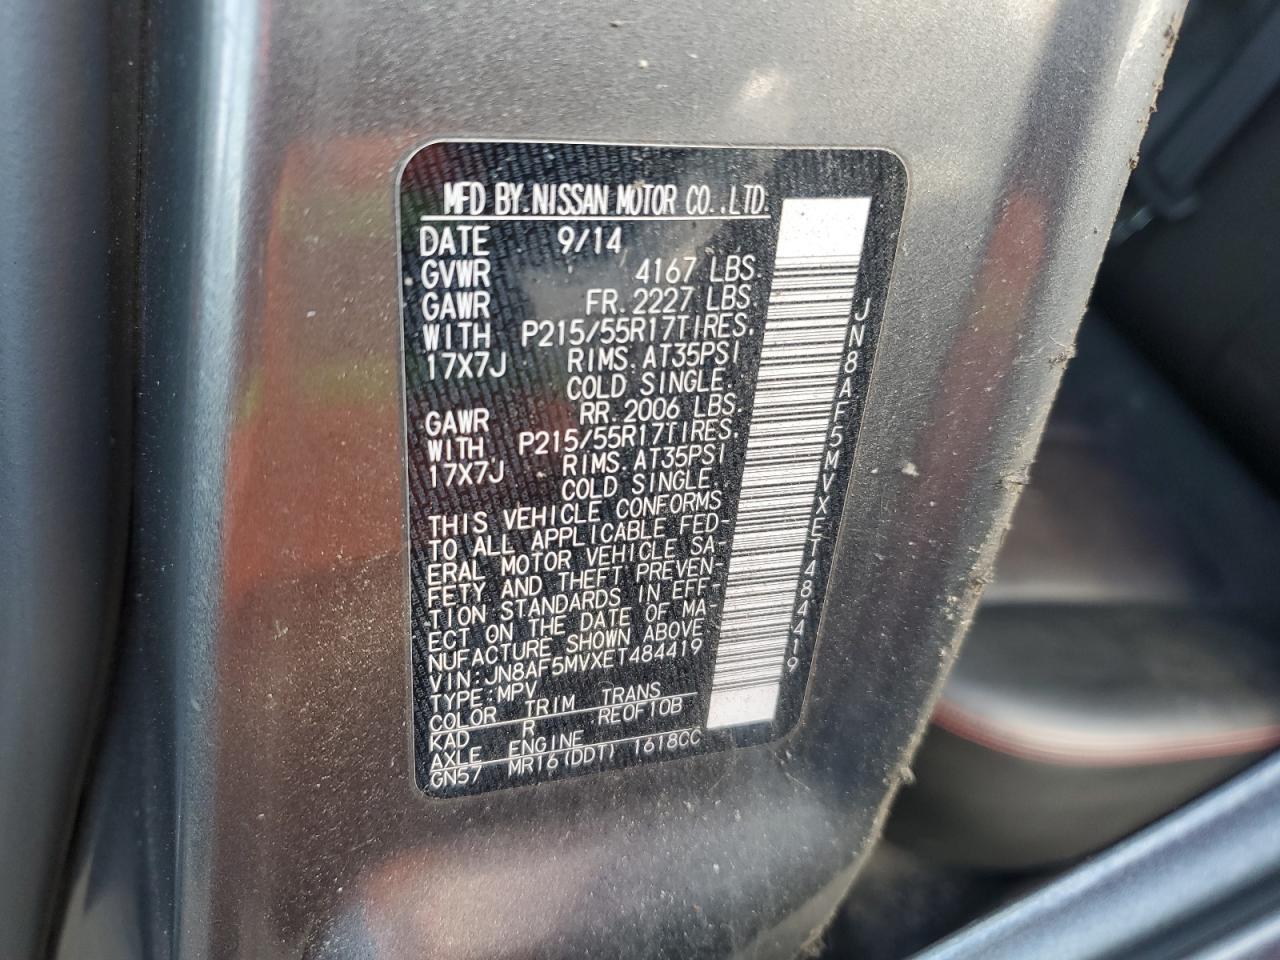 MFD BY.NISSAN MOTOR CO.,LTD.
DATE 9/14
GVWR 4167 LBS.
GAWR FR.2227 LBS.
WITH P215/55R17TIRES.
17X7J RIMS.AT35PSI
COLD SINGLE.
GAWR RR.2006 LBS.
WITH P215/55R17TIRES.
17X7J RIMS.AT35PSI
COLD SINGLE.
THIS VEHICLE CONFORMS
TO ALL APPLICABLE FED-
ERAL MOTOR VEHICLE SA-
FETY AND THEFT PREVEN-
TION STANDARDS IN EFF-
ECT ON THE DATE OF MA-
NUFACTURE SHOWN ABOVE
VIN:JN8AF5MVXET484419
TYPE:MPV
COLOR TRIM TRANS
KAD R RE0F10B
AXLE ENGINE
GN57 MR16(DDT) 1618CC
JN8AF5MVXET484419